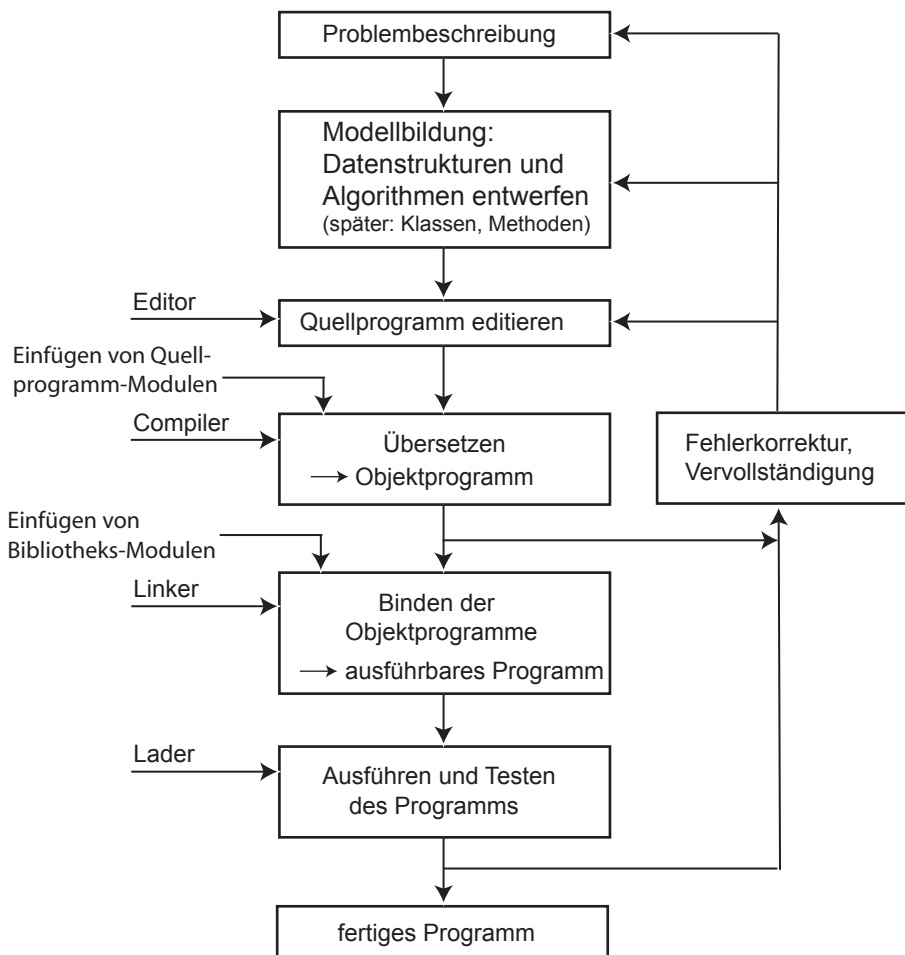 Problembeschreibung
Modellbildung:
Datenstrukturen und
Algorithmen entwerfen
(später: Klassen, Methoden)
Editor
Quellprogramm editieren
Einfügen von Quell-
programm-Modulen
Compiler
Übersetzen
Objektprogramm
Fehlerkorrektur,
Vervollständigung
Einfügen von
Bibliotheks-Modulen
Linker
Binden der
Objektprogramme
ausführbares Programm
Lader
Ausführen und Testen
des Programms
fertiges Programm